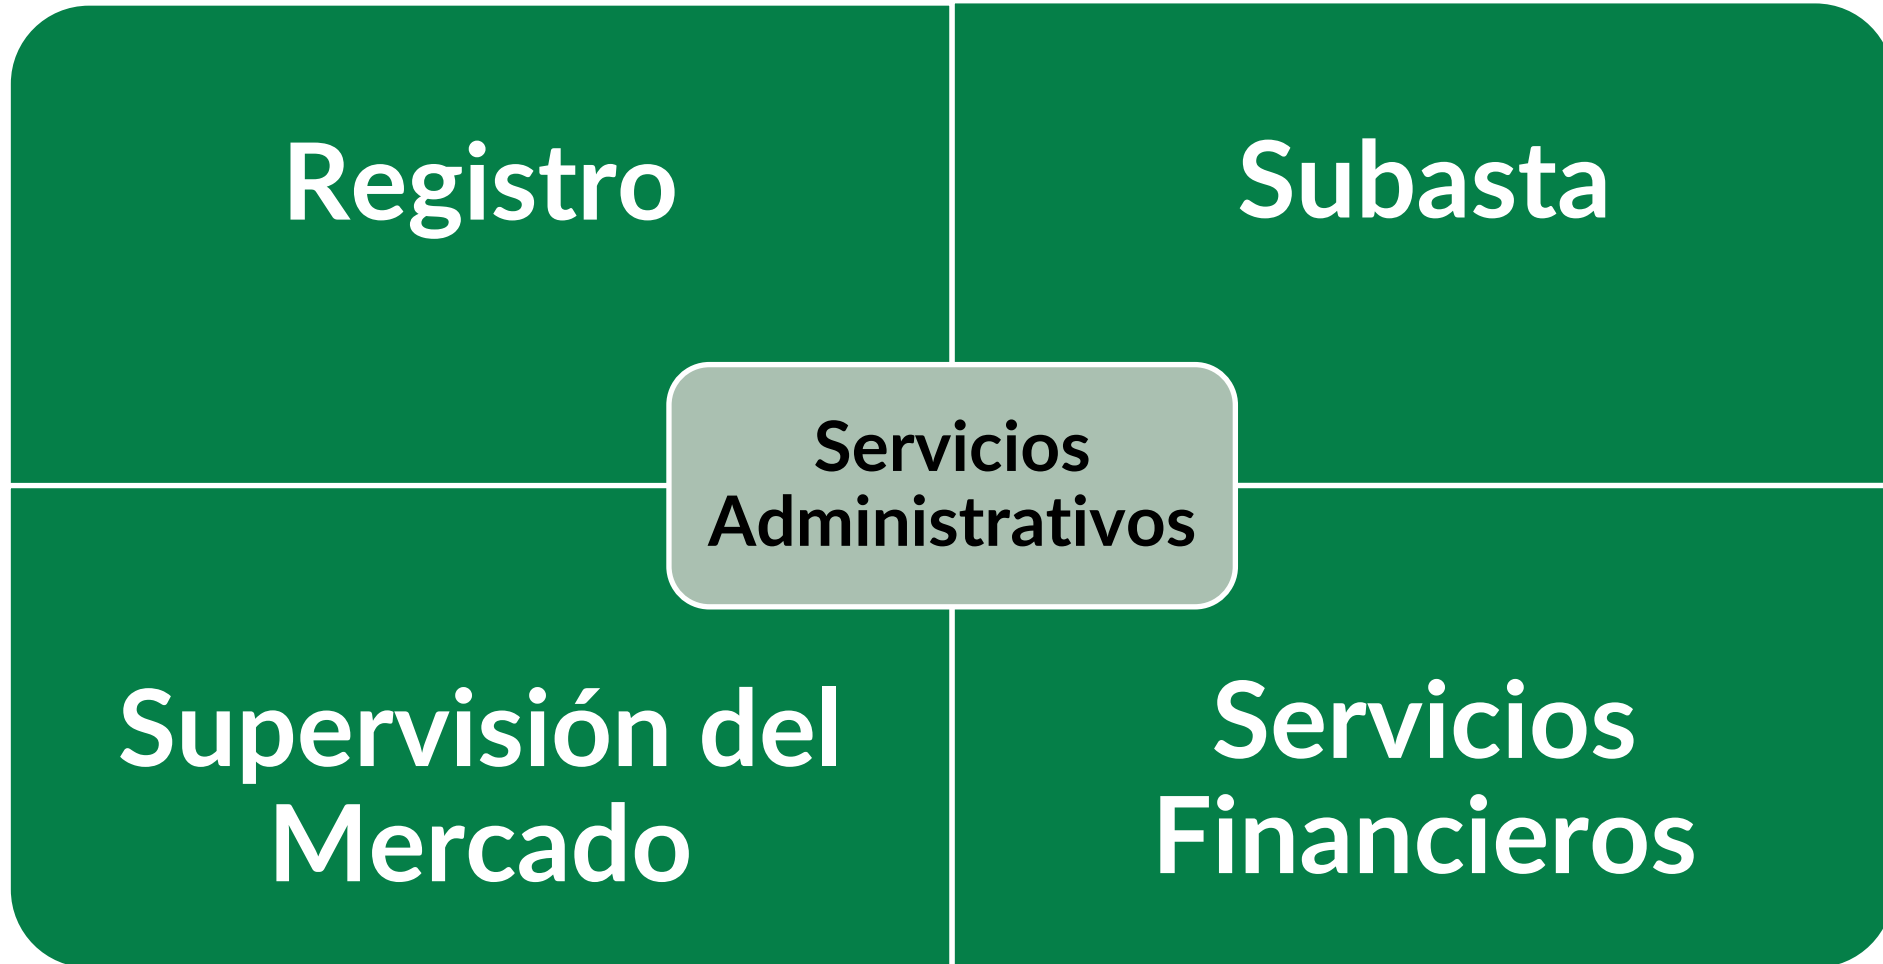 Registro
Subasta
Servicios
Administrativos
Supervisión del
Mercado
Servicios
Financieros